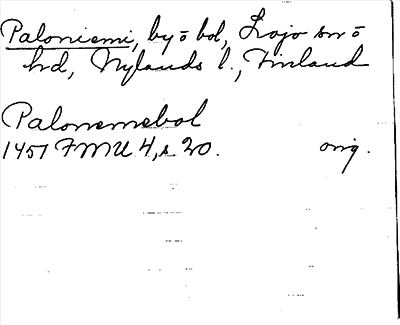 Paloniemi, by ō bol, Lojo sn ō
hd, Nylands l., Finland
Palonemebol
1451 FMU 4, s 20. orig.